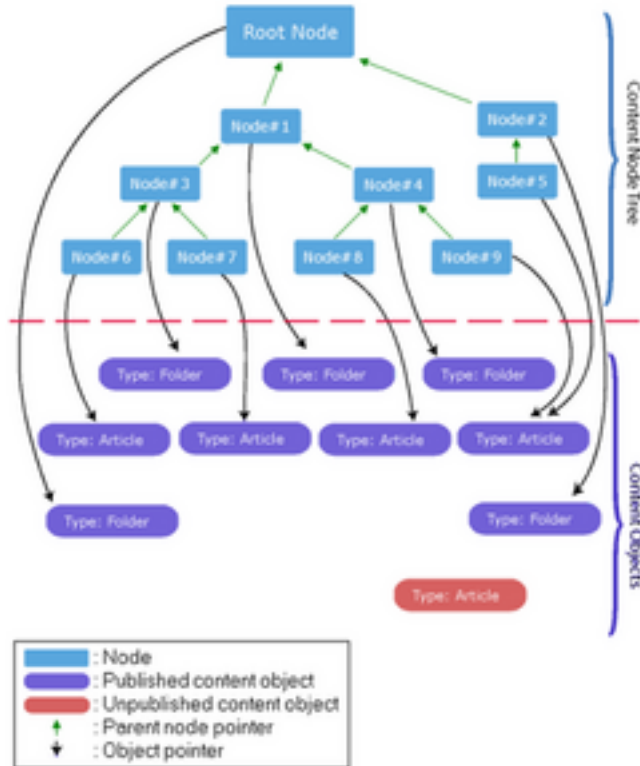 Root Node
Content Node Tree
Node#1
Node#2
Node#3
Node#4
Node#5
Node#6
Node#7
Node#8
Node#9
Type: Folder
Type: Folder
Type: Folder
Type: Article
Type: Article
Type: Article
Type: Article
Content Objects
Type: Folder
Type: Folder
Type: Article
: Node
: Published content object
: Unpublished content object
: Parent node pointer
: Object pointer